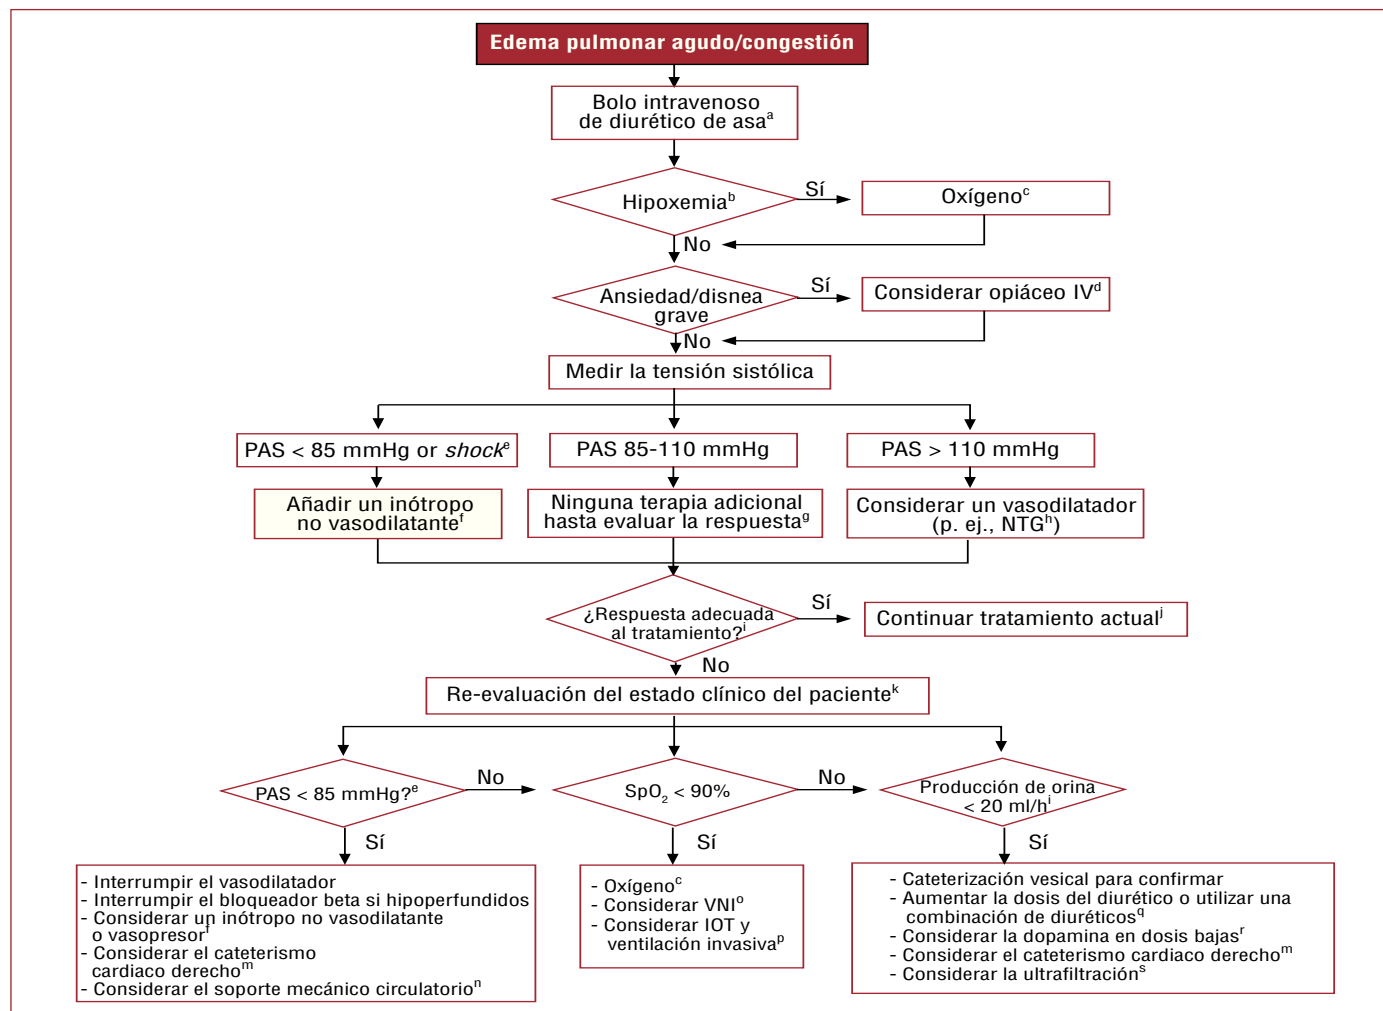 Edema pulmonar agudo/congestión
Bolo intravenoso
de diurético de asaᵃ
Hipoxemiaᵇ
Sí
Oxígenoᶜ
No
Ansiedad/disnea
grave
Sí
Considerar opiáceo IVᵈ
No
Medir la tensión sistólica
PAS < 85 mmHg or shockᵉ
PAS 85-110 mmHg
PAS > 110 mmHg
Añadir un inótropo
no vasodilatanteᶠ
Ninguna terapia adicional
hasta evaluar la respuestaᵍ
Considerar un vasodilatador
(p. ej., NTGʰ)
¿Respuesta adecuada
al tratamiento?ⁱ
Sí
Continuar tratamiento actualʲ
No
Re-evaluación del estado clínico del pacienteᵏ
PAS < 85 mmHg?ᵉ
No
SpO₂ < 90%
No
Producción de orina
< 20 ml/hⁱ
Sí
Sí
Sí
- Interrumpir el vasodilatador
- Interrumpir el bloqueador beta si hipoperfundidos
- Considerar un inótropo no vasodilatante
o vasopresorᶠ
- Considerar el cateterismo
cardiaco derechoᵐ
- Considerar el soporte mecánico circulatorioⁿ
- Oxígenoᶜ
- Considerar VNIᵒ
- Considerar IOT y
ventilación invasivaᵖ
- Cateterización vesical para confirmar
- Aumentar la dosis del diurético o utilizar una
combinación de diuréticos^q
- Considerar la dopamina en dosis bajasʳ
- Considerar el cateterismo cardiaco derechoᵐ
- Considerar la ultrafiltraciónˢ